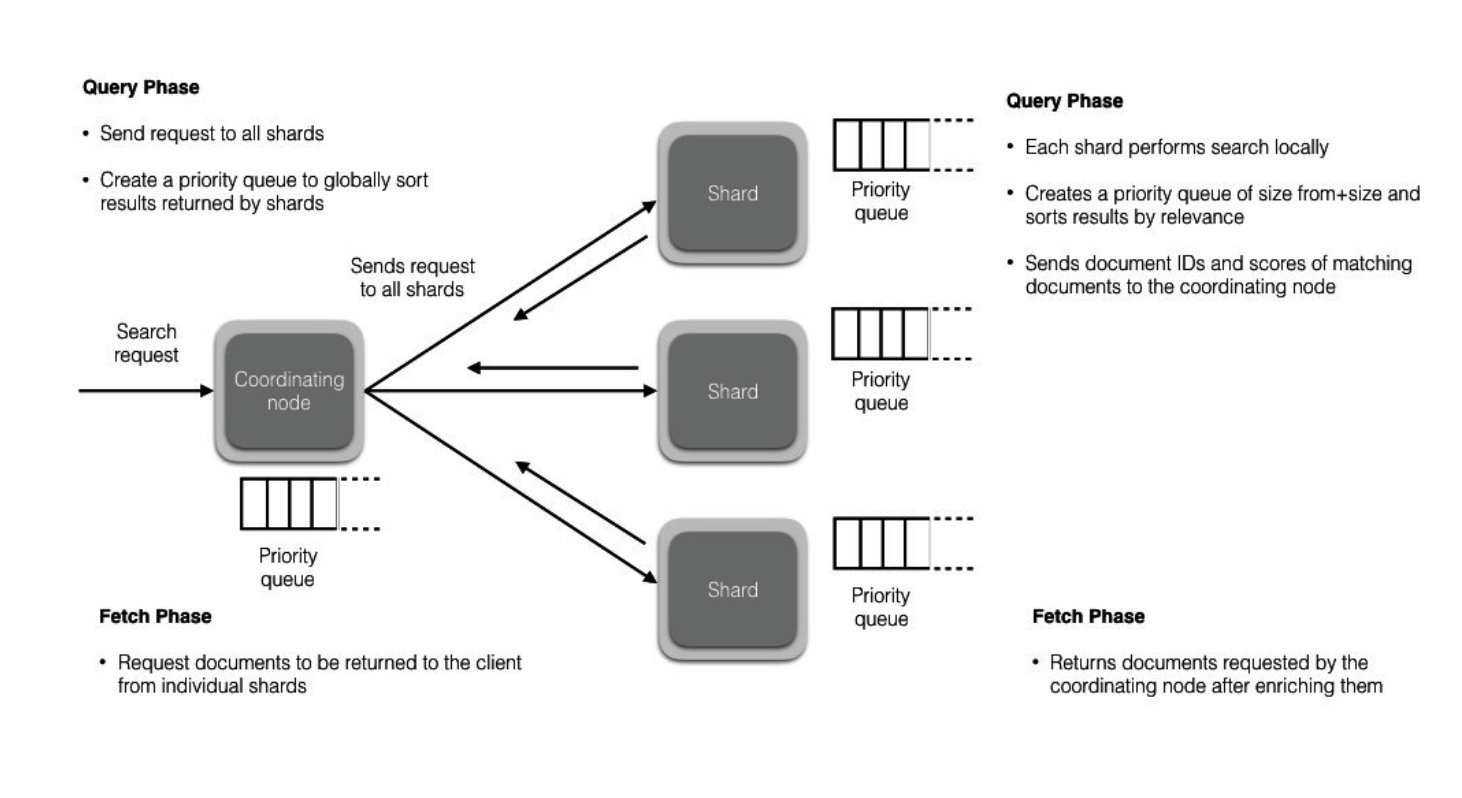 Query Phase
• Send request to all shards
• Create a priority queue to globally sort
results returned by shards
Sends request
to all shards
Search
request
Coordinating
node
Priority
queue
Fetch Phase
• Request documents to be returned to the client
from individual shards
Shard
Priority
queue
Shard
Priority
queue
Shard
Priority
queue
Query Phase
• Each shard performs search locally
• Creates a priority queue of size from+size and
sorts results by relevance
• Sends document IDs and scores of matching
documents to the coordinating node
Fetch Phase
• Returns documents requested by the
coordinating node after enriching them